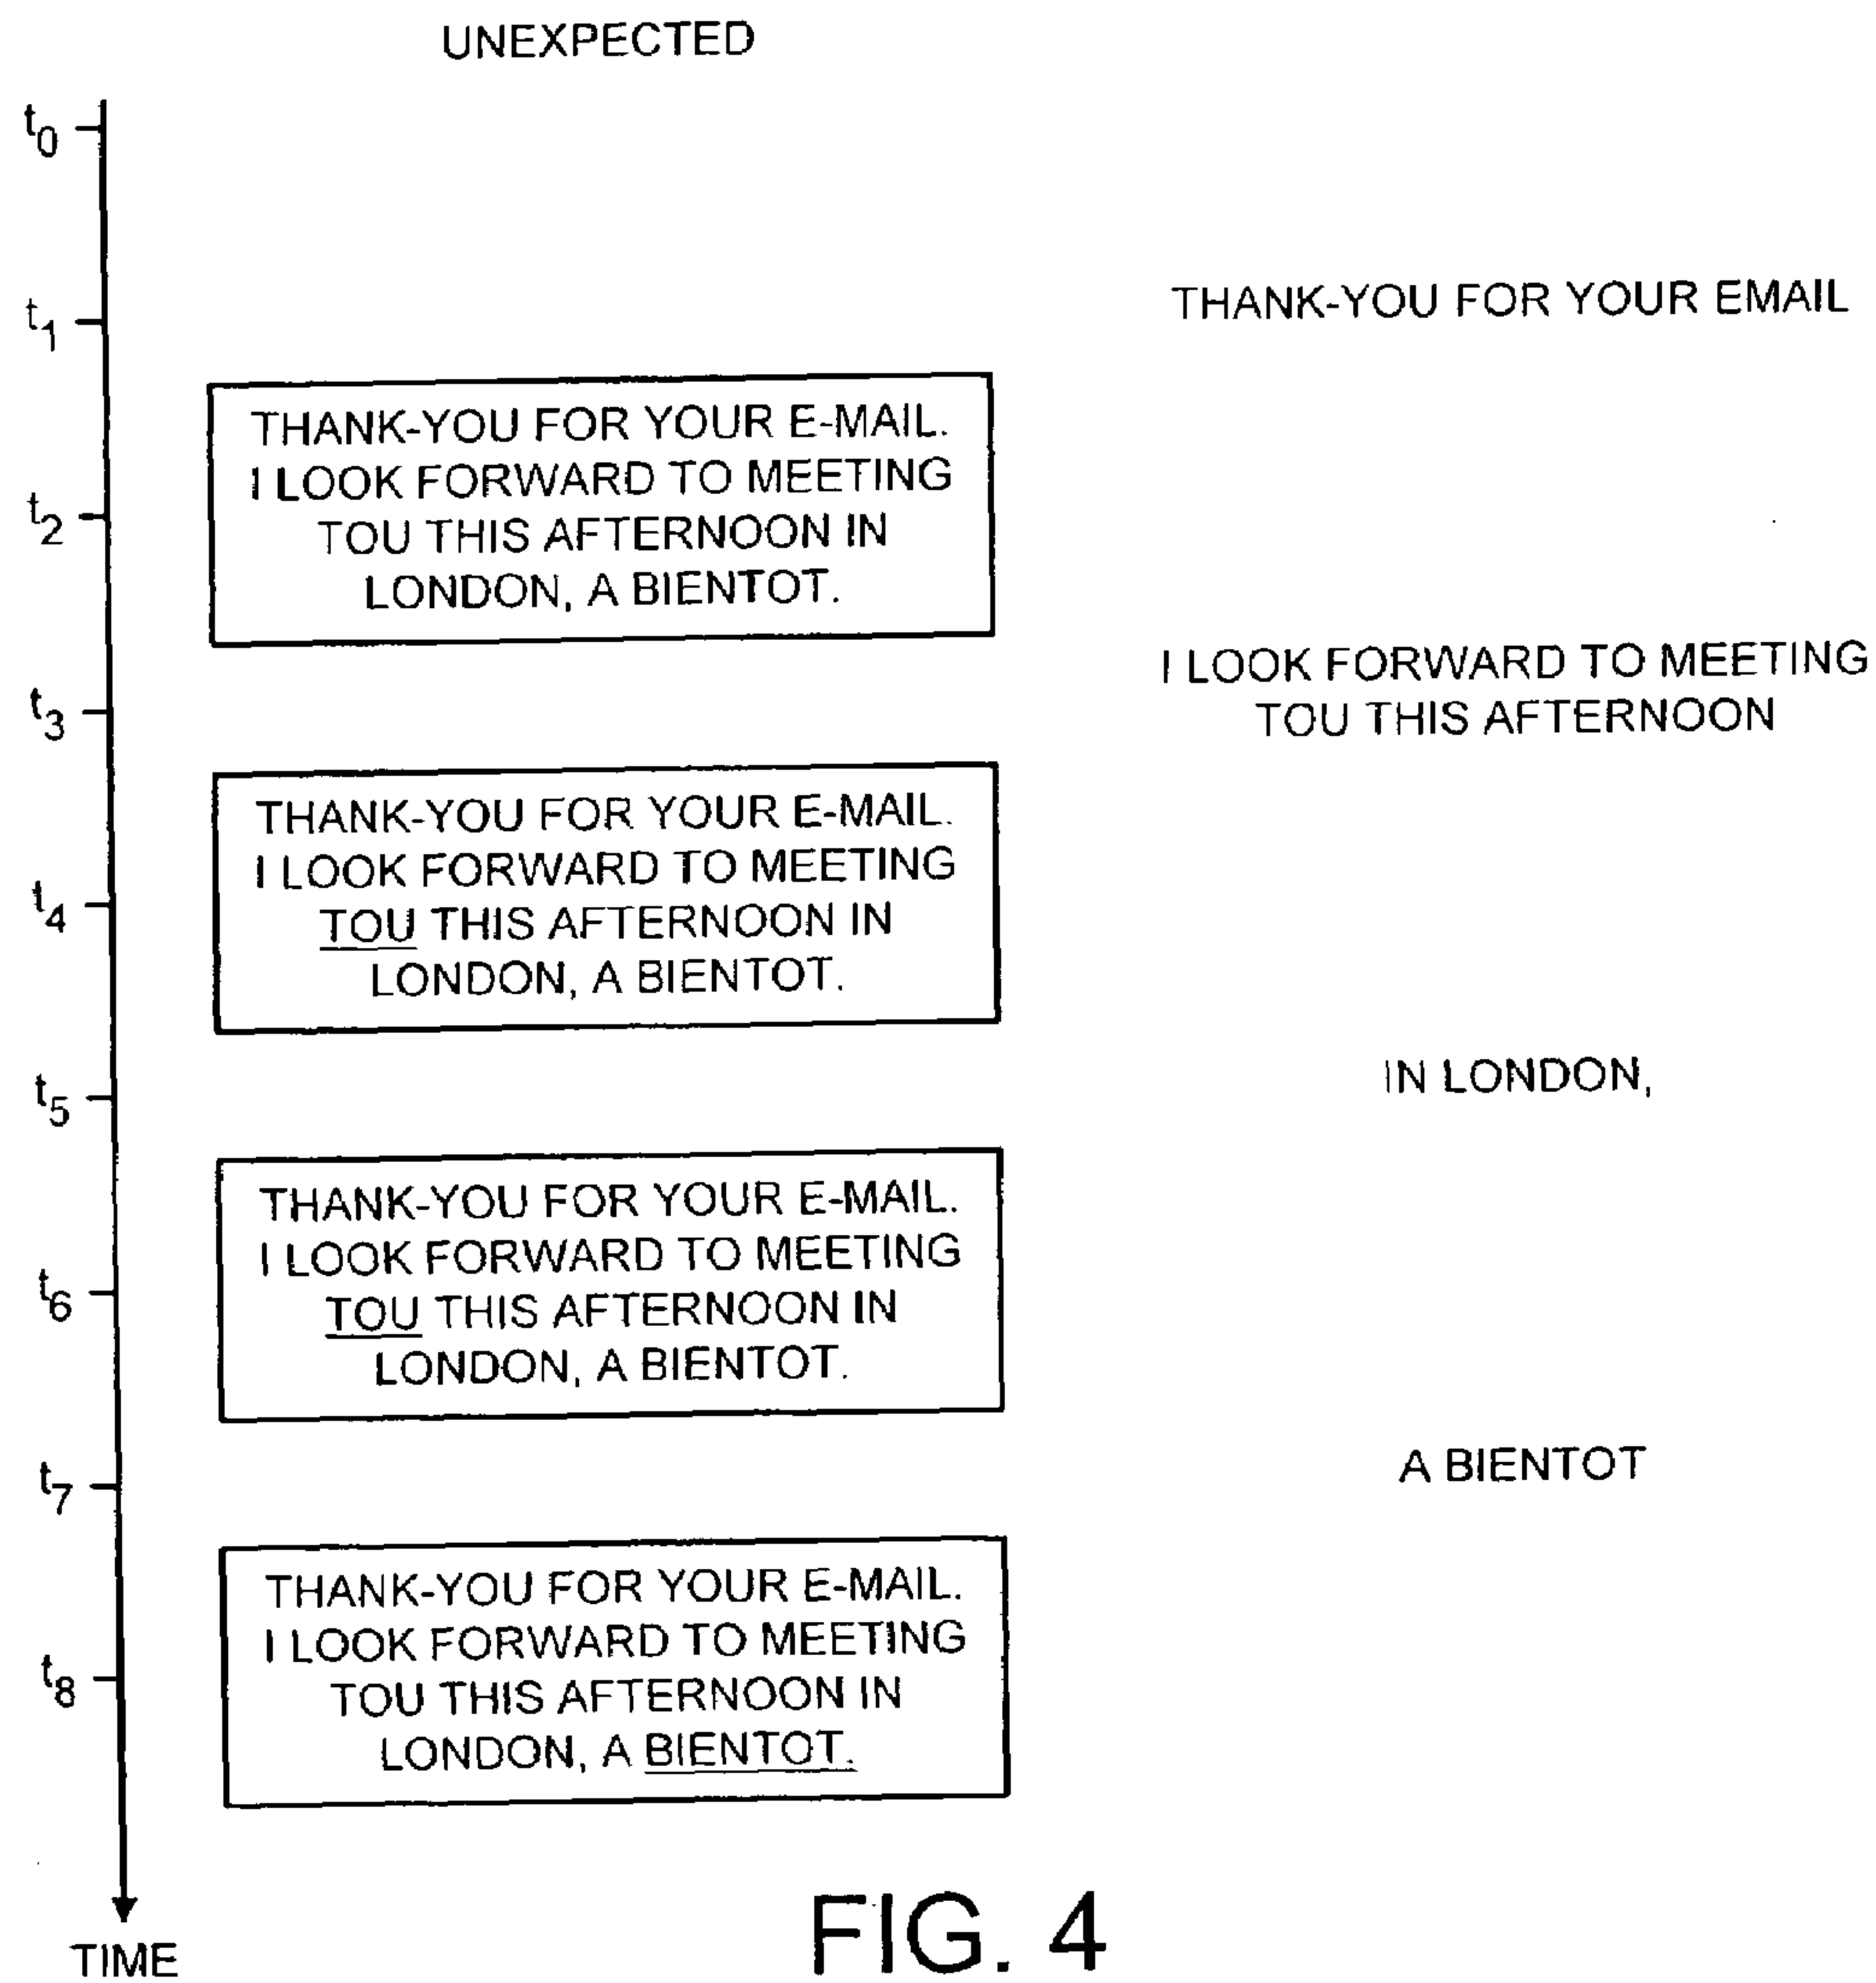 UNEXPECTED
t0
THANK-YOU FOR YOUR EMAIL
t1
THANK-YOU FOR YOUR E-MAIL.
I LOOK FORWARD TO MEETING
TOU THIS AFTERNOON IN
LONDON, A BIENTOT.
t2
I LOOK FORWARD TO MEETING
TOU THIS AFTERNOON
t3
THANK-YOU FOR YOUR E-MAIL.
I LOOK FORWARD TO MEETING
TOU THIS AFTERNOON IN
LONDON, A BIENTOT.
t4
IN LONDON,
t5
THANK-YOU FOR YOUR E-MAIL.
I LOOK FORWARD TO MEETING
TOU THIS AFTERNOON IN
LONDON, A BIENTOT.
t6
A BIENTOT
t7
THANK-YOU FOR YOUR E-MAIL.
I LOOK FORWARD TO MEETING
TOU THIS AFTERNOON IN
LONDON, A BIENTOT.
t8
TIME
FIG. 4